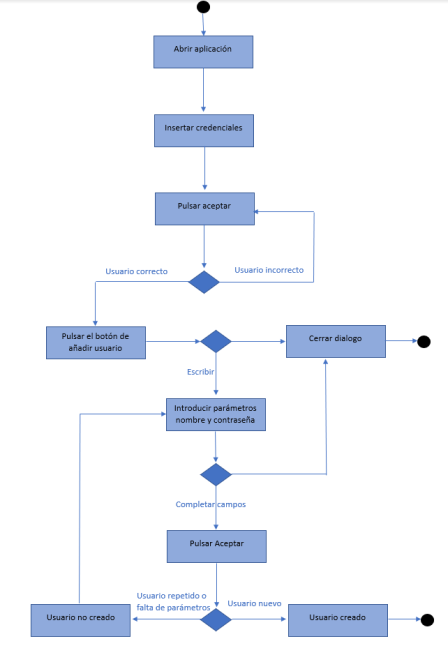 Abrir aplicación
Insertar credenciales
Pulsar aceptar
Usuario correcto
Usuario incorrecto
Pulsar el botón de
añadir usuario
Cerrar dialogo
Escribir
Introducir parámetros
nombre y contraseña
Completar campos
Pulsar Aceptar
Usuario repetido o
falta de parámetros
Usuario nuevo
Usuario no creado
Usuario creado